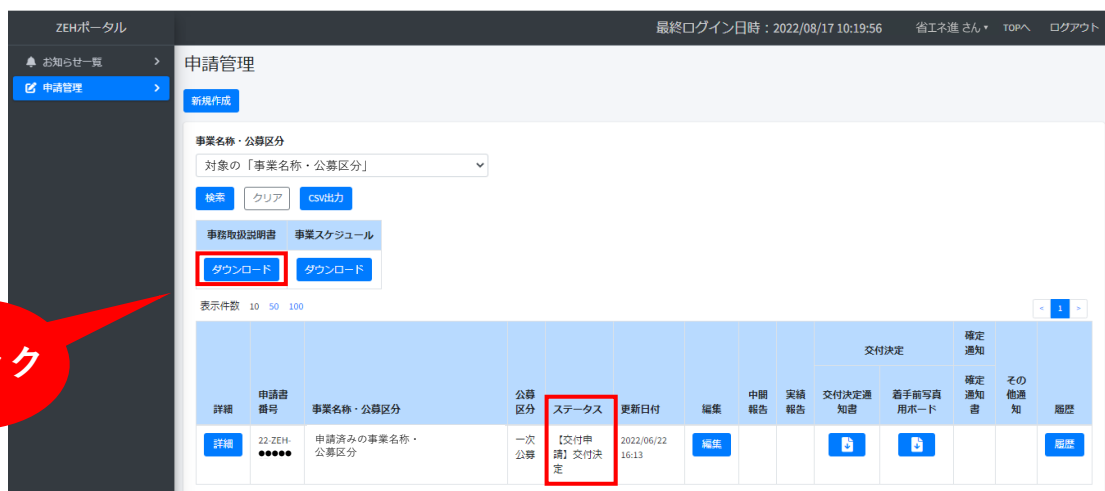 ZEHポータル
最終ログイン日時：2022/08/17 10:19:56 省エネ進 さん▾ TOPへ ログアウト
お知らせ一覧 >
申請管理 >
申請管理
新規作成
事業名称・公募区分
対象の「事業名称・公募区分」
検索 クリア CSV出力
事務取扱説明書 事業スケジュール
ダウンロード ダウンロード
表示件数 10 50 100
< 1 >
ク
交付決定
確定
通知
詳細
申請書
番号
事業名称・公募区分
公募
区分
ステータス
更新日付
編集
中間
報告
実績
報告
交付決定通
知書
着手前写真
用ボード
確定
通知
書
その
他通
知
履歴
詳細
22-ZEH-
●●●●●
申請済みの事業名称・
公募区分
一次
公募
【交付申
請】交付決
定
2022/06/22
16:13
編集
履歴